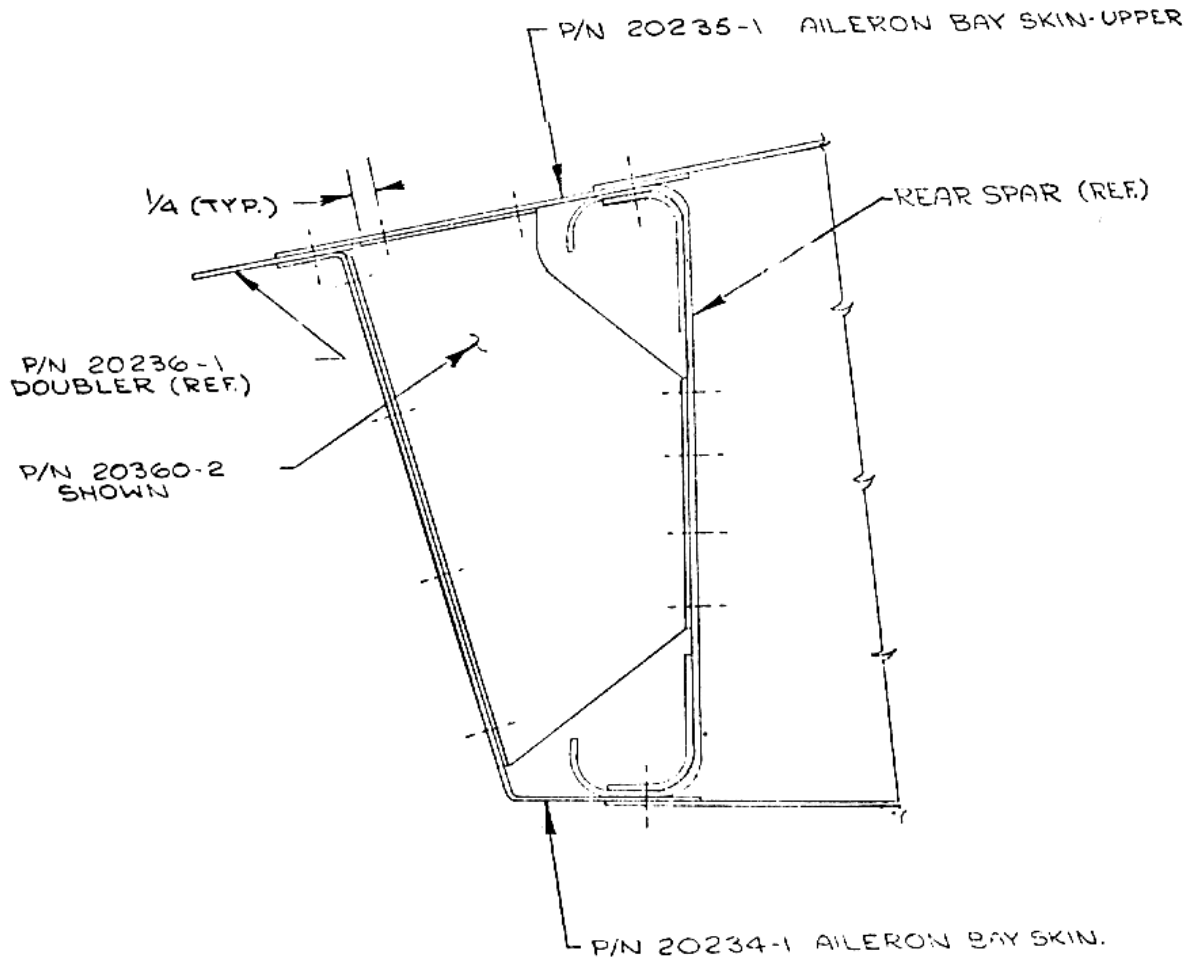 P/N 20235-1 AILERON BAY SKIN-UPPER
1/4 (TYP.)
REAR SPAR (REF.)
P/N 20236-1
DOUBLER (REF.)
P/N 20360-2
SHOWN
P/N 20234-1 AILERON BAY SKIN.